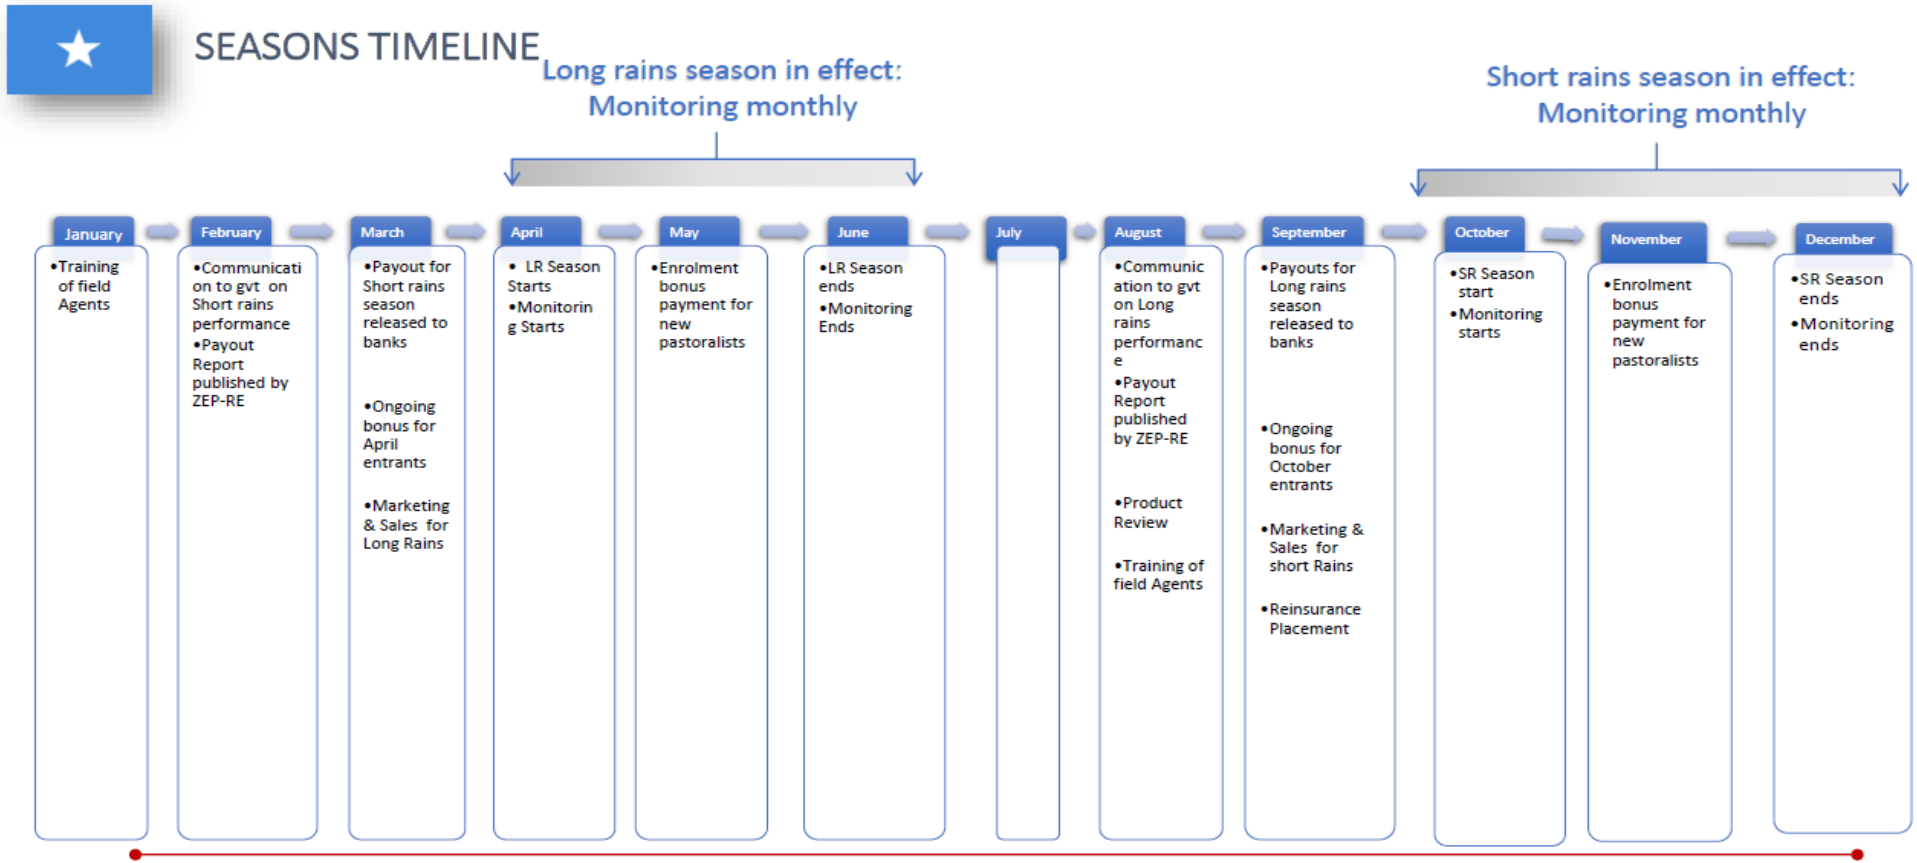 SEASONS TIMELINE
Long rains season in effect:
Monitoring monthly
Short rains season in effect:
Monitoring monthly
January
•Training
of field
Agents
February
•Communicati
on to gvt on
Short rains
performance
•Payout
Report
published by
ZEP-RE
March
•Payout for
Short rains
season
released to
banks
•Ongoing
bonus for
April
entrants
•Marketing
& Sales for
Long Rains
April
• LR Season
Starts
•Monitorin
g Starts
May
•Enrolment
bonus
payment for
new
pastoralists
June
•LR Season
ends
•Monitoring
Ends
July
August
•Communic
ation to gvt
on Long
rains
performanc
e
•Payout
Report
published
by ZEP-RE
•Product
Review
•Training of
field Agents
September
•Payouts for
Long rains
season
released to
banks
•Ongoing
bonus for
October
entrants
•Marketing &
Sales for
short Rains
•Reinsurance
Placement
October
•SR Season
start
•Monitoring
starts
November
•Enrolment
bonus
payment for
new
pastoralists
December
•SR Season
ends
•Monitoring
ends